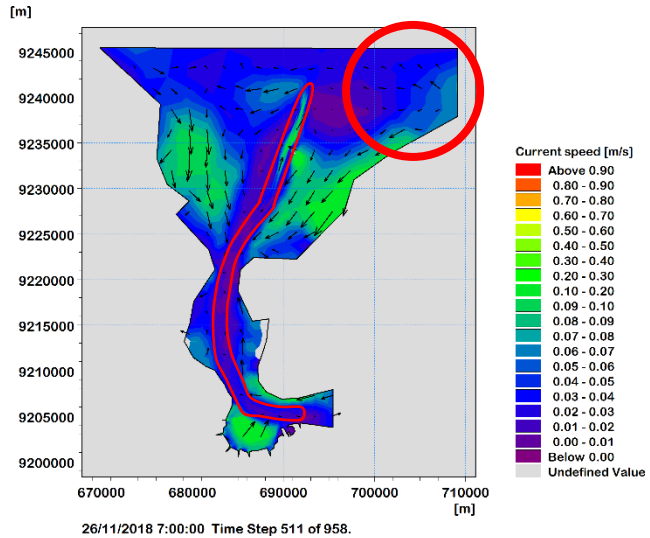 [m]
9245000
9240000
9235000
9230000
9225000
9220000
9215000
9210000
9205000
9200000
670000 680000 690000 700000 710000
[m]
26/11/2018 7:00:00 Time Step 511 of 958.
Current speed [m/s]
Above 0.90
0.80 - 0.90
0.70 - 0.80
0.60 - 0.70
0.50 - 0.60
0.40 - 0.50
0.30 - 0.40
0.20 - 0.30
0.10 - 0.20
0.09 - 0.10
0.08 - 0.09
0.07 - 0.08
0.06 - 0.07
0.05 - 0.06
0.04 - 0.05
0.03 - 0.04
0.02 - 0.03
0.01 - 0.02
0.00 - 0.01
Below 0.00
Undefined Value